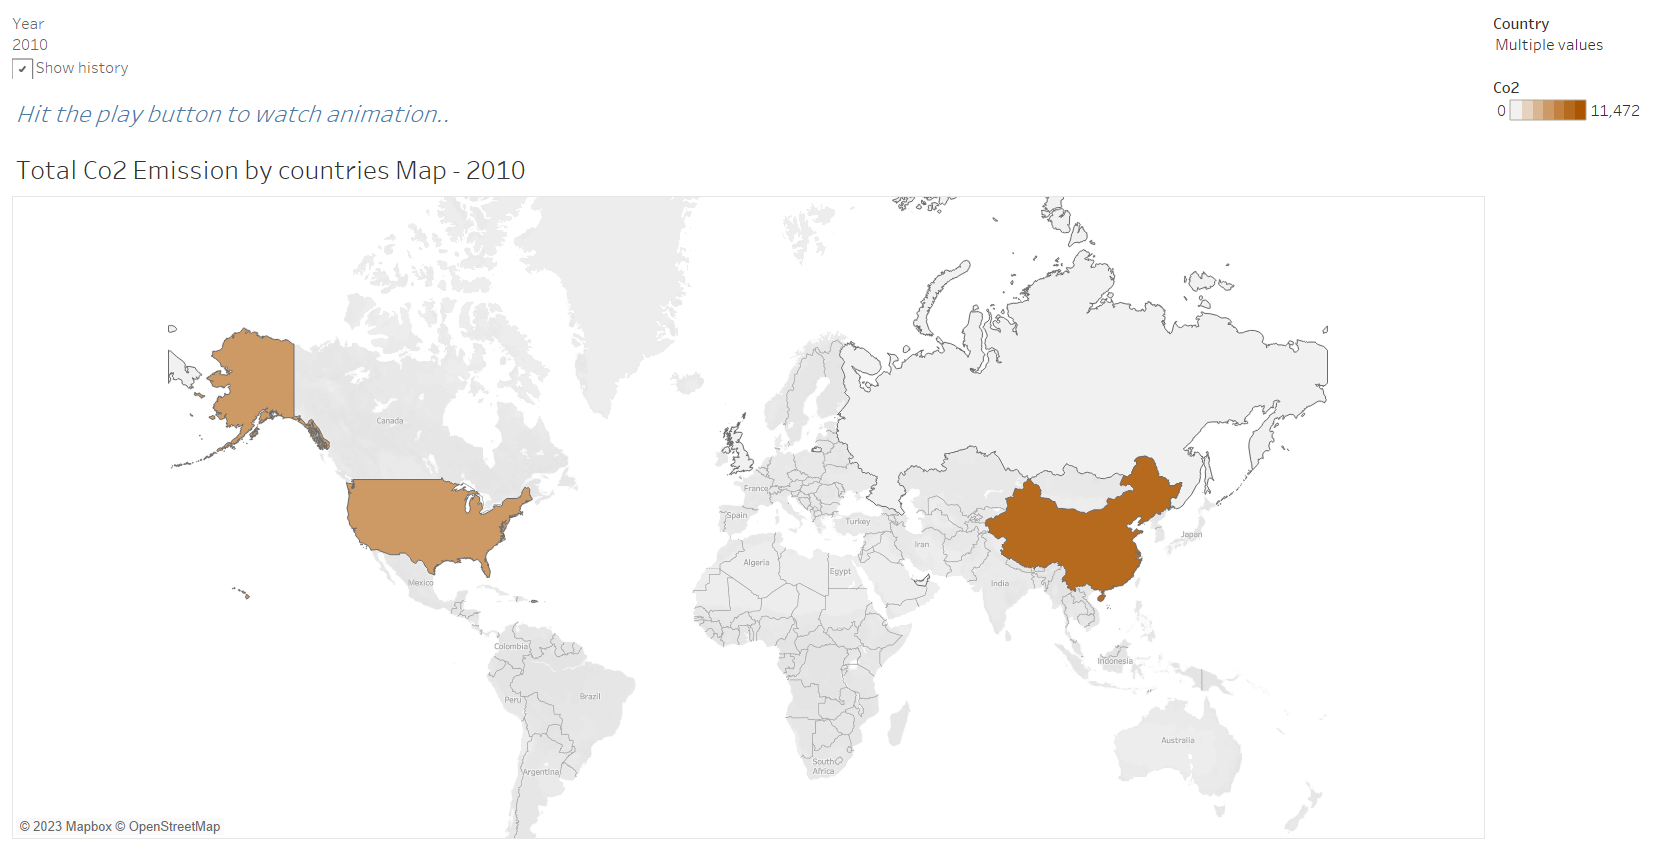 Year
2010
Show history
Hit the play button to watch animation..
Country
Multiple values
Co2
0 11,472
Total Co2 Emission by countries Map - 2010
Canada
France
Spain
Turkey
Japan
Iran
Algeria
Egypt
Mexico
India
Colombia
Indonesia
Peru
Brazil
Australia
South
Africa
Argentina
© 2023 Mapbox © OpenStreetMap